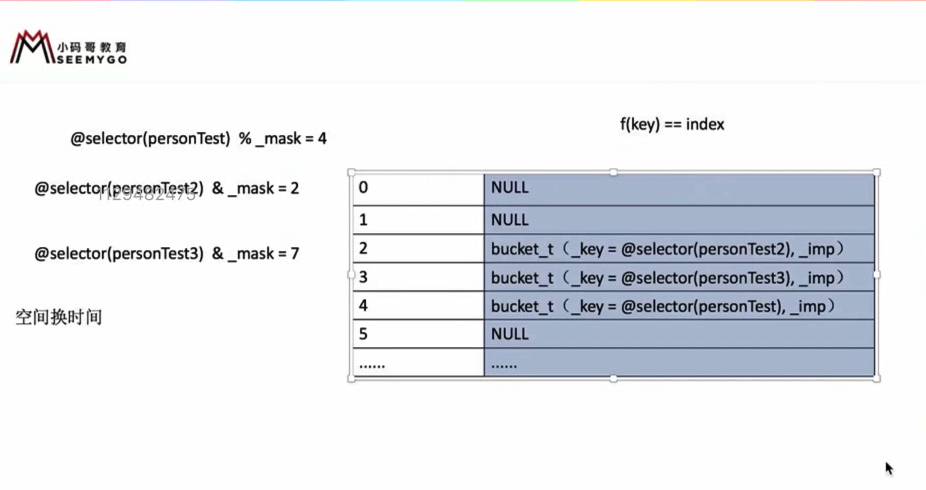 小码哥教育
SEEMYGO
f(key) == index
@selector(personTest) % _mask = 4
@selector(personTest2) & _mask = 2
1129482475
@selector(personTest3) & _mask = 7
空间换时间
0 NULL
1 NULL
2 bucket_t（_key = @selector(personTest2), _imp）
3 bucket_t（_key = @selector(personTest3), _imp）
4 bucket_t（_key = @selector(personTest), _imp）
5 NULL
...... ......